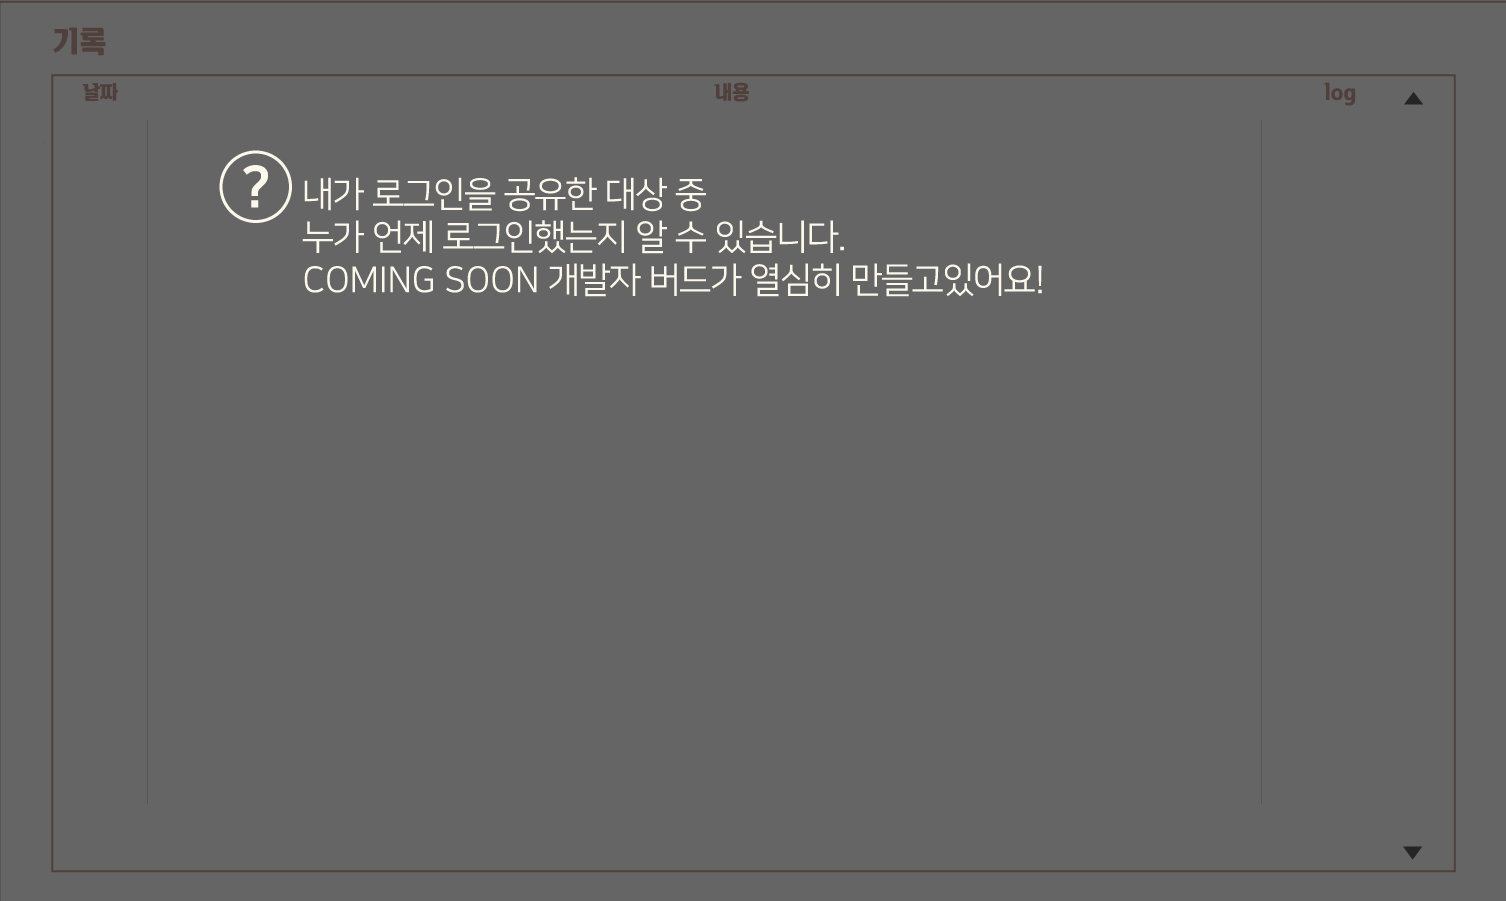 기록
날짜 내용 log
?
내가 로그인을 공유한 대상 중
누가 언제 로그인했는지 알 수 있습니다.
COMING SOON 개발자 버드가 열심히 만들고있어요!